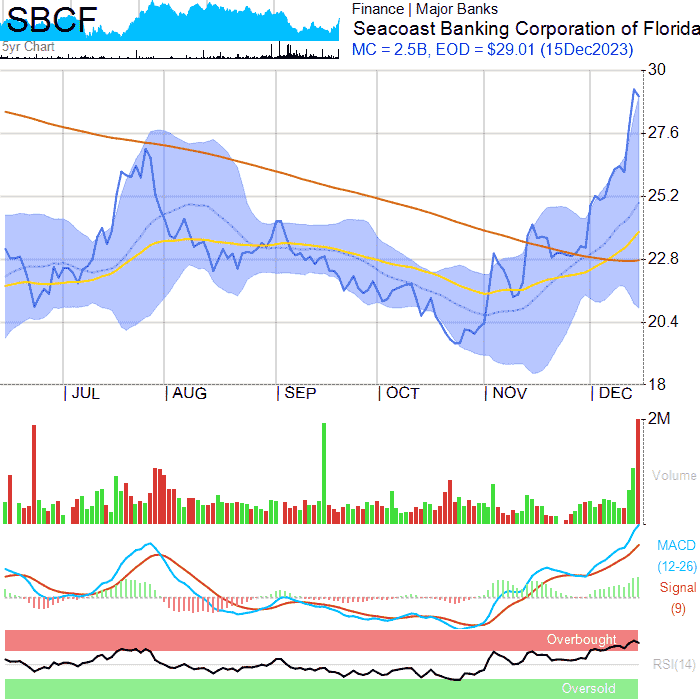 SBCF
Finance | Major Banks
Seacoast Banking Corporation of Florida
5yr Chart
MC = 2.5B, EOD = $29.01 (15Dec2023)
30
27.6
25.2
22.8
20.4
18
| JUL | AUG | SEP | OCT | NOV | DEC
2M
Volume
MACD
(12-26)
Signal
(9)
Overbought
RSI(14)
Oversold